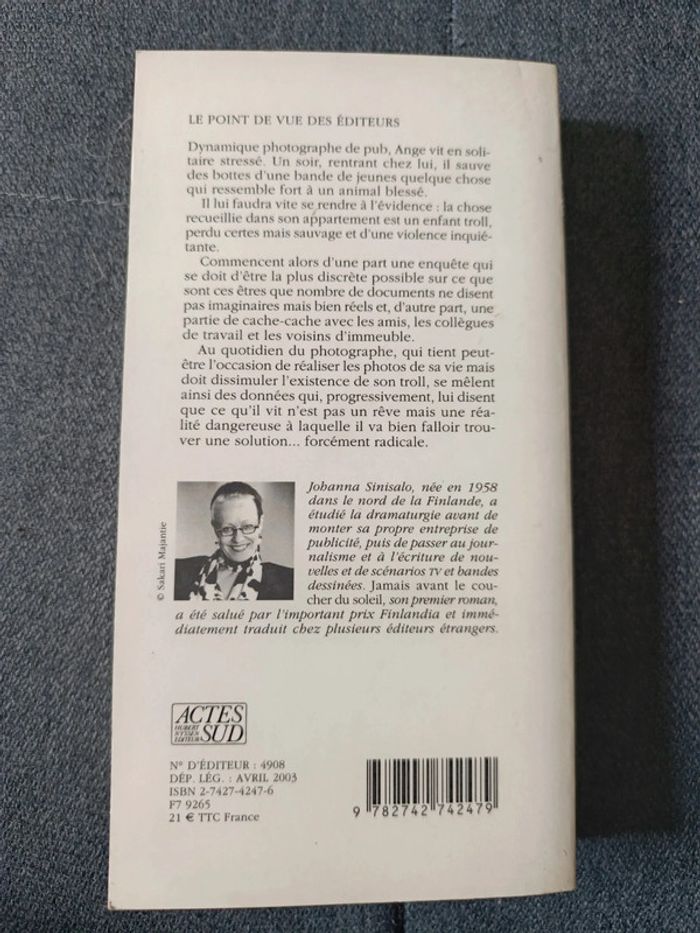 LE POINT DE VUE DES ÉDITEURS
Dynamique photographe de pub, Ange vit en soli-
taire stressé. Un soir, rentrant chez lui, il sauve
des bottes d'une bande de jeunes quelque chose
qui ressemble fort à un animal blessé.
Il lui faudra vite se rendre à l'évidence : la chose
recueillie dans son appartement est un enfant troll,
perdu certes mais sauvage et d'une violence inquié-
tante.
Commencent alors d'une part une enquête qui
se doit d'être la plus discrète possible sur ce que
sont ces êtres que nombre de documents ne disent
pas imaginaires mais bien réels et, d'autre part, une
partie de cache-cache avec les amis, les collègues
de travail et les voisins d'immeuble.
Au quotidien du photographe, qui tient peut-
être l'occasion de réaliser les photos de sa vie mais
doit dissimuler l'existence de son troll, se mêlent
ainsi des données qui, progressivement, lui disent
que ce qu'il vit n'est pas un rêve mais une réa-
lité dangereuse à laquelle il va bien falloir trou-
ver une solution... forcément radicale.
© Sakari Majantie
Johanna Sinisalo, née en 1958
dans le nord de la Finlande, a
étudié la dramaturgie avant de
monter sa propre entreprise de
publicité, puis de passer au jour-
nalisme et à l'écriture de nou-
velles et de scénarios TV et bandes
dessinées. Jamais avant le cou-
cher du soleil, son premier roman,
a été salué par l'important prix Finlandia et immé-
diatement traduit chez plusieurs éditeurs étrangers.
ACTES
HUBERT
NYSSEN
ÉDITEUR
SUD
N° D'ÉDITEUR : 4908
DÉP. LÉG. : AVRIL 2003
ISBN 2-7427-4247-6
F7 9265
21 € TTC France
9 782742 742479